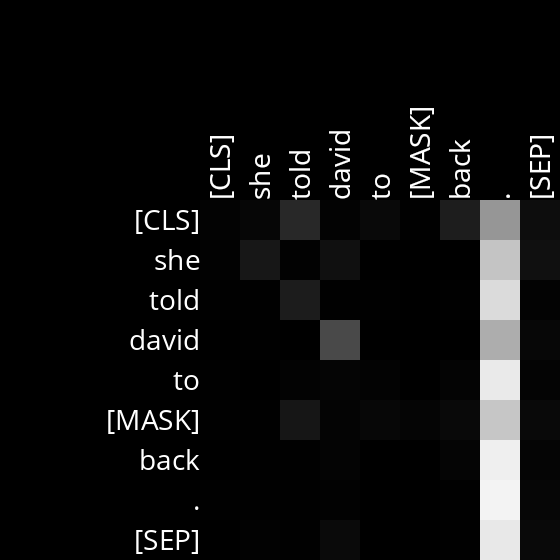 [CLS] she told david to [MASK] back . [SEP]
[CLS]
she
told
david
to
[MASK]
back
.
[SEP]